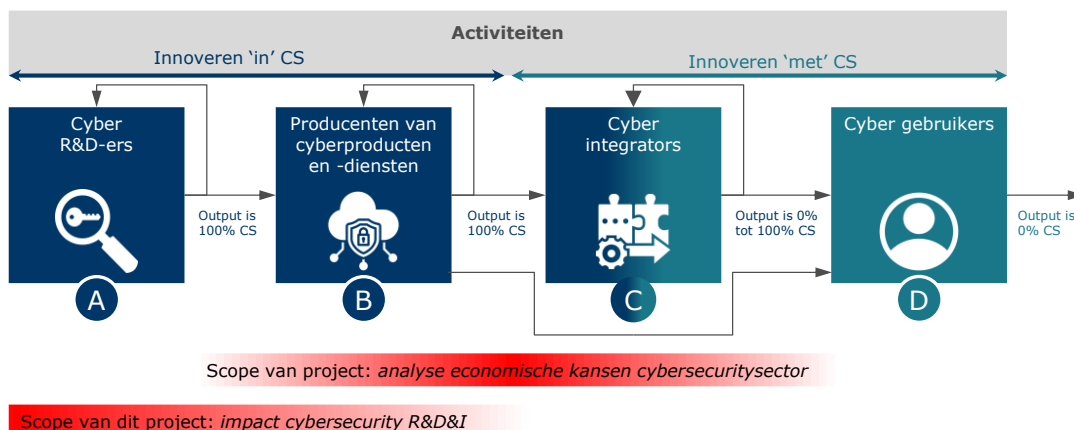 Activiteiten
Innoveren ‘in’ CS
Innoveren ‘met’ CS
Cyber
R&D-ers
Producenten van
cyberproducten
en -diensten
Cyber
integrators
Cyber gebruikers
Output is
100% CS
Output is
100% CS
Output is 0%
tot 100% CS
Output is
0% CS
A
B
C
D
Scope van project: analyse economische kansen cybersecuritysector
Scope van dit project: impact cybersecurity R&D&I